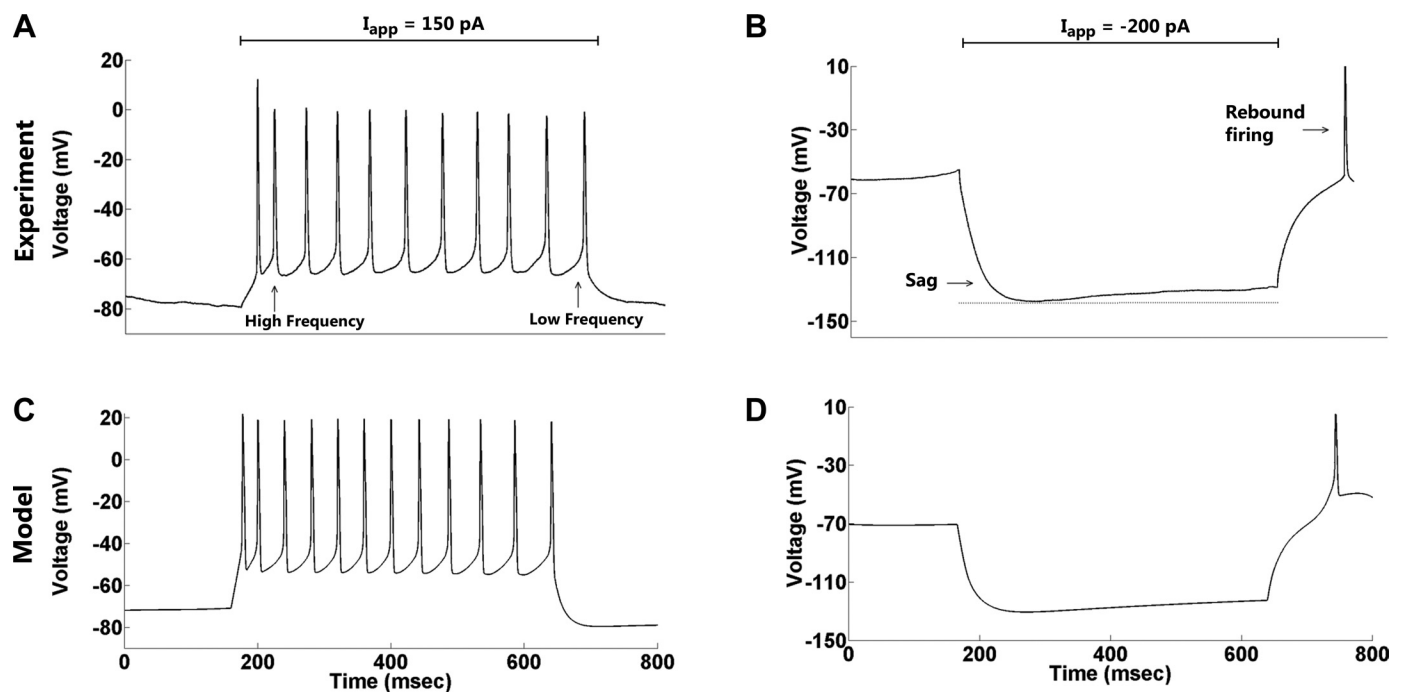 A
I_app = 150 pA
Experiment
Voltage (mV)
20
0
-20
-40
-60
-80
High Frequency
Low Frequency
B
I_app = -200 pA
Voltage (mV)
10
-30
-70
-110
-150
Rebound
firing
Sag
C
Model
Voltage (mV)
20
0
-20
-40
-60
-80
0 200 400 600 800
Time (msec)
D
Voltage (mV)
10
-30
-70
-110
-150
0 200 400 600 800
Time (msec)